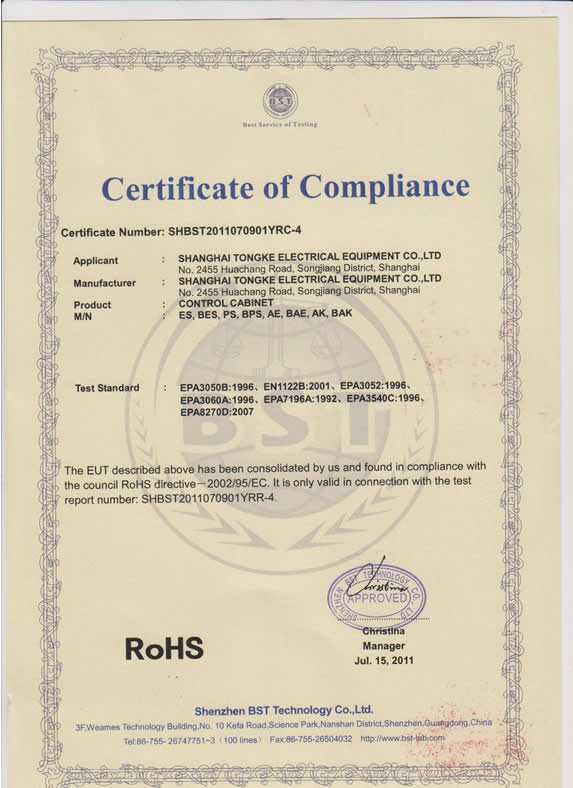 BST
Best Service of Testing
Certificate of Compliance
Certificate Number: SHBST2011070901YRC-4
Applicant : SHANGHAI TONGKE ELECTRICAL EQUIPMENT CO.,LTD
No. 2455 Huachang Road, Songjiang District, Shanghai
Manufacturer : SHANGHAI TONGKE ELECTRICAL EQUIPMENT CO.,LTD
No. 2455 Huachang Road, Songjiang District, Shanghai
Product : CONTROL CABINET
M/N : ES, BES, PS, BPS, AE, BAE, AK, BAK
Test Standard : EPA3050B:1996、EN1122B:2001、EPA3052:1996、
EPA3060A:1996、EPA7196A:1992、EPA3540C:1996、
EPA8270D:2007
BST
The EUT described above has been consolidated by us and found in compliance with
the council RoHS directive－2002/95/EC. It is only valid in connection with the test
report number: SHBST2011070901YRR-4.
SHENZHEN BST TECHNOLOGY CO., LTD
APPROVED
Christina
Christina
Manager
Jul. 15, 2011
RoHS
Shenzhen BST Technology Co.,Ltd.
3F,Weames Technology Building,No. 10 Kefa Road,Science Park,Nanshan District,Shenzhen,Guangdong,China
Tel:86-755- 26747751~3（100 lines） Fax:86-755-26504032 http://www.bst-lab.com